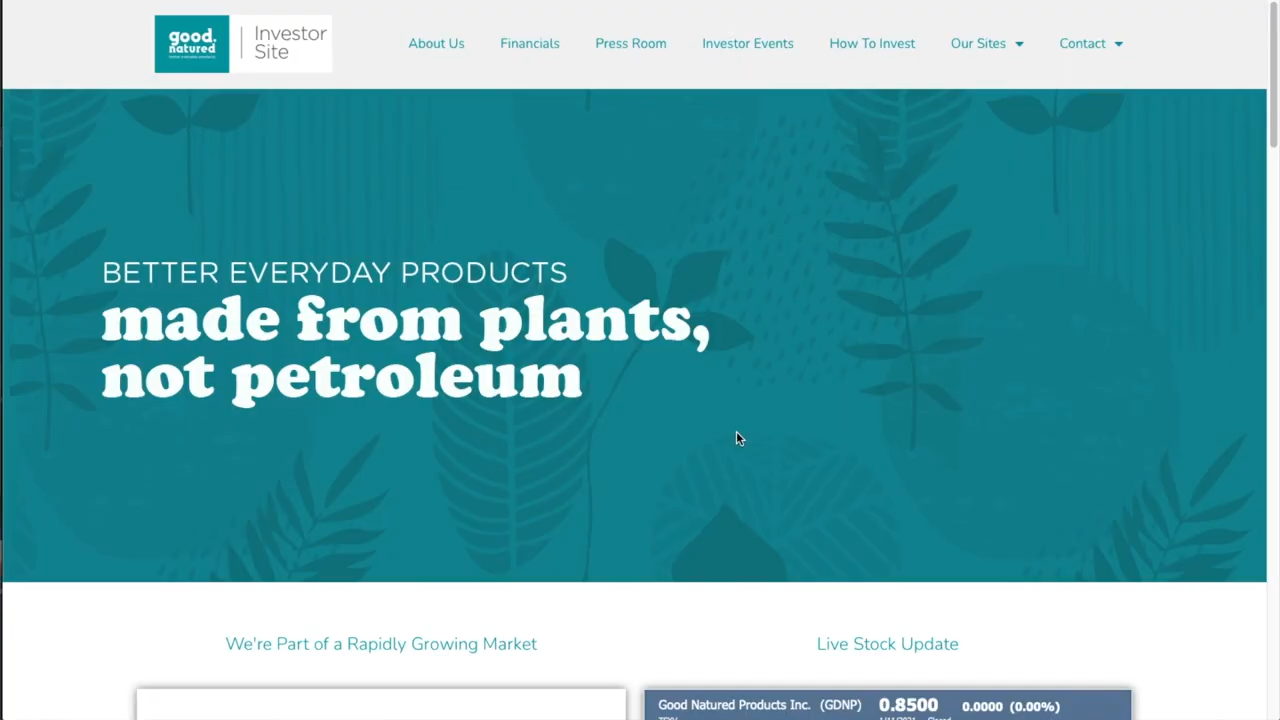 good.
natured
Investor
Site
About Us
Financials
Press Room
Investor Events
How To Invest
Our Sites
Contact
BETTER EVERYDAY PRODUCTS
made from plants,
not petroleum
We're Part of a Rapidly Growing Market
Live Stock Update
Good Natured Products Inc. (GDNP) 0.8500 0.0000 (0.00%)